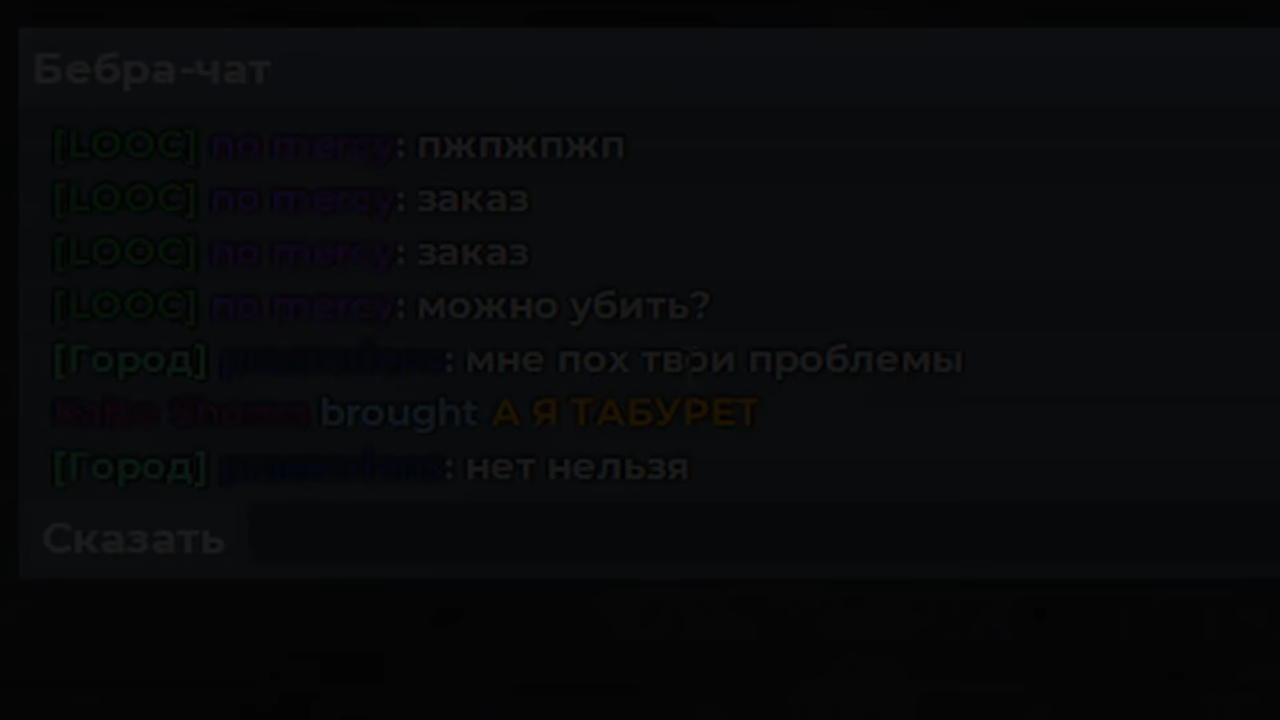 Бебра-чат
[LOOC] no mercy: пжпжпжп
[LOOC] no mercy: заказ
[LOOC] no mercy: заказ
[LOOC] no mercy: можно убить?
[Город] : мне пох твои проблемы
brought А Я ТАБУРЕТ
[Город] : нет нельзя
Сказать